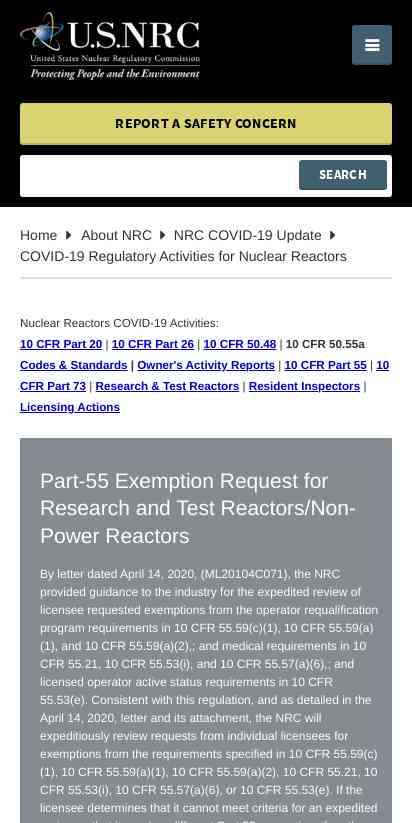 U.S.NRC
United States Nuclear Regulatory Commission
Protecting People and the Environment
REPORT A SAFETY CONCERN
SEARCH
Home About NRC NRC COVID-19 Update
COVID-19 Regulatory Activities for Nuclear Reactors
Nuclear Reactors COVID-19 Activities:
10 CFR Part 20 | 10 CFR Part 26 | 10 CFR 50.48 | 10 CFR 50.55a
Codes & Standards | Owner's Activity Reports | 10 CFR Part 55 | 10
CFR Part 73 | Research & Test Reactors | Resident Inspectors |
Licensing Actions
Part-55 Exemption Request for
Research and Test Reactors/Non-
Power Reactors
By letter dated April 14, 2020, (ML20104C071), the NRC
provided guidance to the industry for the expedited review of
licensee requested exemptions from the operator requalification
program requirements in 10 CFR 55.59(c)(1), 10 CFR 55.59(a)
(1), and 10 CFR 55.59(a)(2),; and medical requirements in 10
CFR 55.21, 10 CFR 55.53(i), and 10 CFR 55.57(a)(6).; and
licensed operator active status requirements in 10 CFR
55.53(e). Consistent with this regulation, and as detailed in the
April 14, 2020, letter and its attachment, the NRC will
expeditiously review requests from individual licensees for
exemptions from the requirements specified in 10 CFR 55.59(c)
(1), 10 CFR 55.59(a)(1), 10 CFR 55.59(a)(2), 10 CFR 55.21, 10
CFR 55.53(i), 10 CFR 55.57(a)(6), or 10 CFR 55.53(e). If the
licensee determines that it cannot meet criteria for an expedited